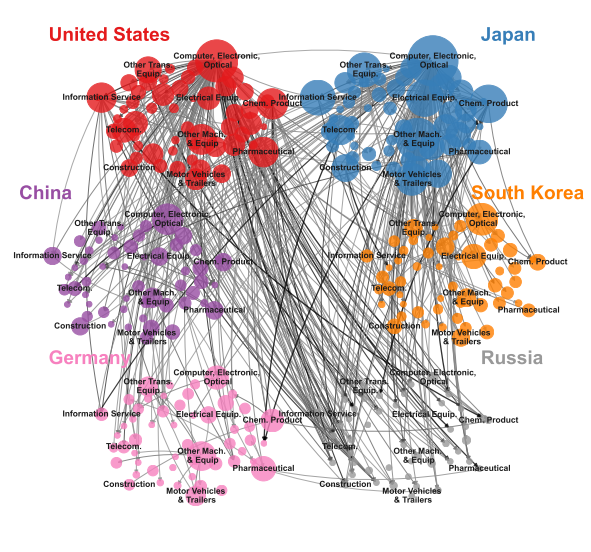 United States
Japan
Computer, Electronic,
Optical
Other Trans.
Equip.
Information Service
Electrical Equip.
Chem. Product
Telecom.
Other Mach.
& Equip
Pharmaceutical
Construction
Motor Vehicles
& Trailers
Computer, Electronic,
Optical
Other Trans.
Equip.
Information Service
Electrical Equip.
Chem. Product
Telecom.
Other Mach.
& Equip
Pharmaceutical
Construction
Motor Vehicles
& Trailers
China
South Korea
Computer, Electronic,
Optical
Other Trans.
Equip.
Information Service
Electrical Equip.
Chem. Product
Telecom.
Other Mach.
& Equip
Pharmaceutical
Construction
Motor Vehicles
& Trailers
Computer, Electronic,
Optical
Other Trans.
Equip.
Information Service
Electrical Equip.
Chem. Product
Telecom.
Other Mach.
& Equip
Pharmaceutical
Construction
Motor Vehicles
& Trailers
Germany
Russia
Computer, Electronic,
Optical
Other Trans.
Equip.
Information Service
Electrical Equip.
Chem. Product
Telecom.
Other Mach.
& Equip
Pharmaceutical
Construction
Motor Vehicles
& Trailers
Computer, Electronic,
Optical
Other Trans.
Equip.
Information Service
Electrical Equip.
Chem. Product
Telecom.
Other Mach.
& Equip
Pharmaceutical
Construction
Motor Vehicles
& Trailers